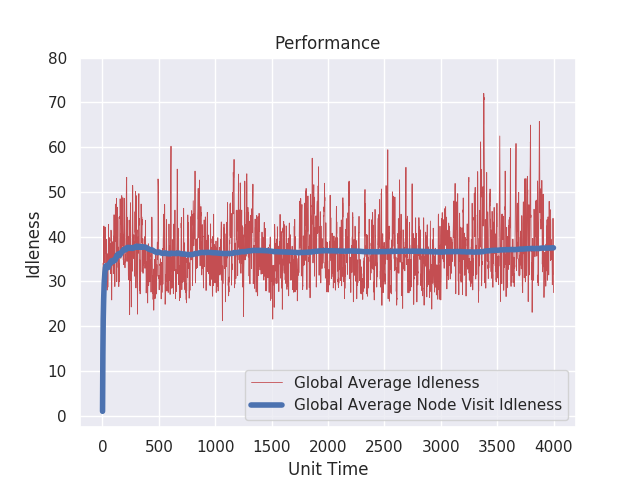 Performance
80
70
60
50
40
30
20
10
0
Idleness
0 500 1000 1500 2000 2500 3000 3500 4000
Unit Time
Global Average Idleness
Global Average Node Visit Idleness